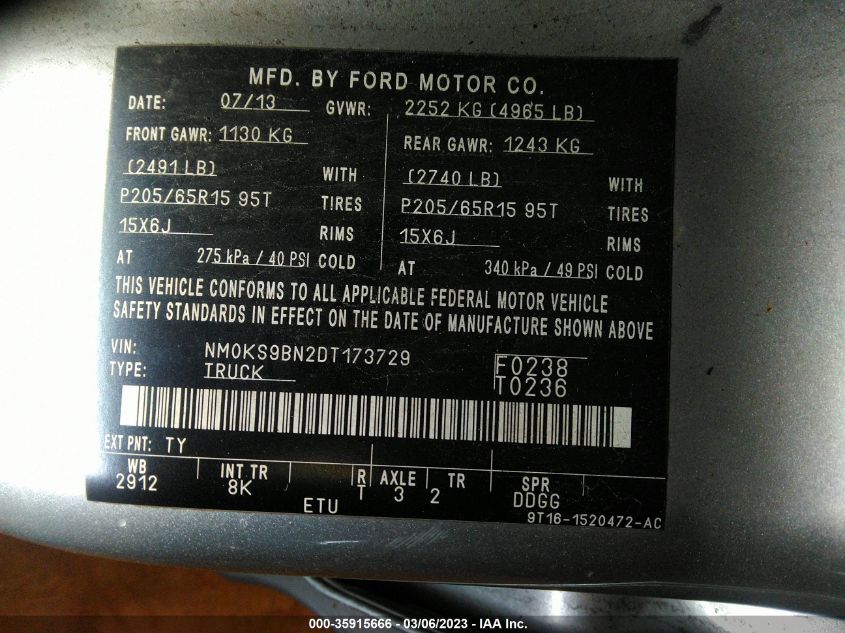 MFD. BY FORD MOTOR CO.
DATE: 07/13 GVWR: 2252 KG (4965 LB)
FRONT GAWR: 1130 KG REAR GAWR: 1243 KG
(2491 LB) WITH (2740 LB) WITH
P205/65R15 95T TIRES P205/65R15 95T TIRES
15X6J RIMS 15X6J RIMS
AT 275 kPa / 40 PSI COLD AT 340 kPa / 49 PSI COLD
THIS VEHICLE CONFORMS TO ALL APPLICABLE FEDERAL MOTOR VEHICLE
SAFETY STANDARDS IN EFFECT ON THE DATE OF MANUFACTURE SHOWN ABOVE
VIN: NM0KS9BN2DT173729 F0238
TYPE: TRUCK T0236
EXT PNT: TY
WB INT TR R AXLE TR SPR
2912 8K T 3 2 DDGG
ETU 9T16-1520472-AC
000-35915666 - 03/06/2023 - IAA Inc.